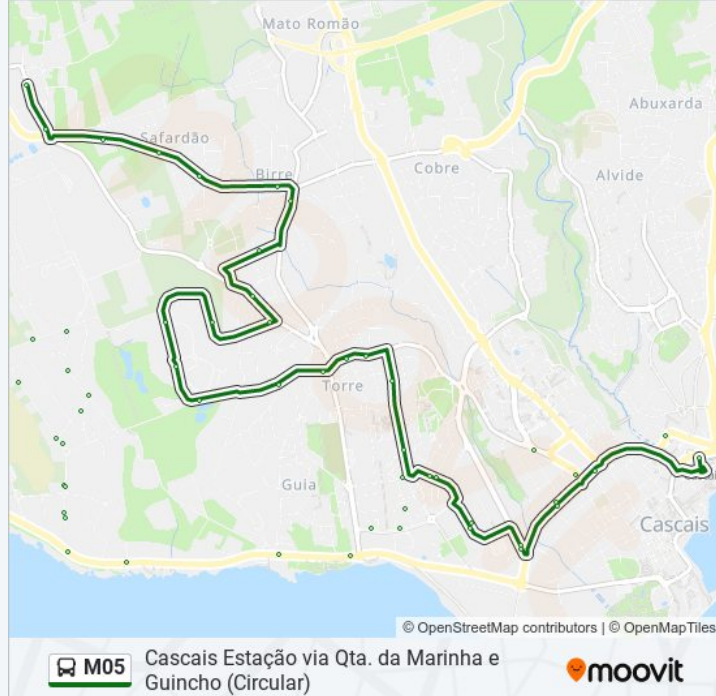 Mato Romão
Abuxarda
Safardão
Birre
Cobre
Alvide
Torre
Guia
Cascais
© OpenStreetMap contributors | © OpenMapTiles
M05
Cascais Estação via Qta. da Marinha e
Guincho (Circular)
moovit